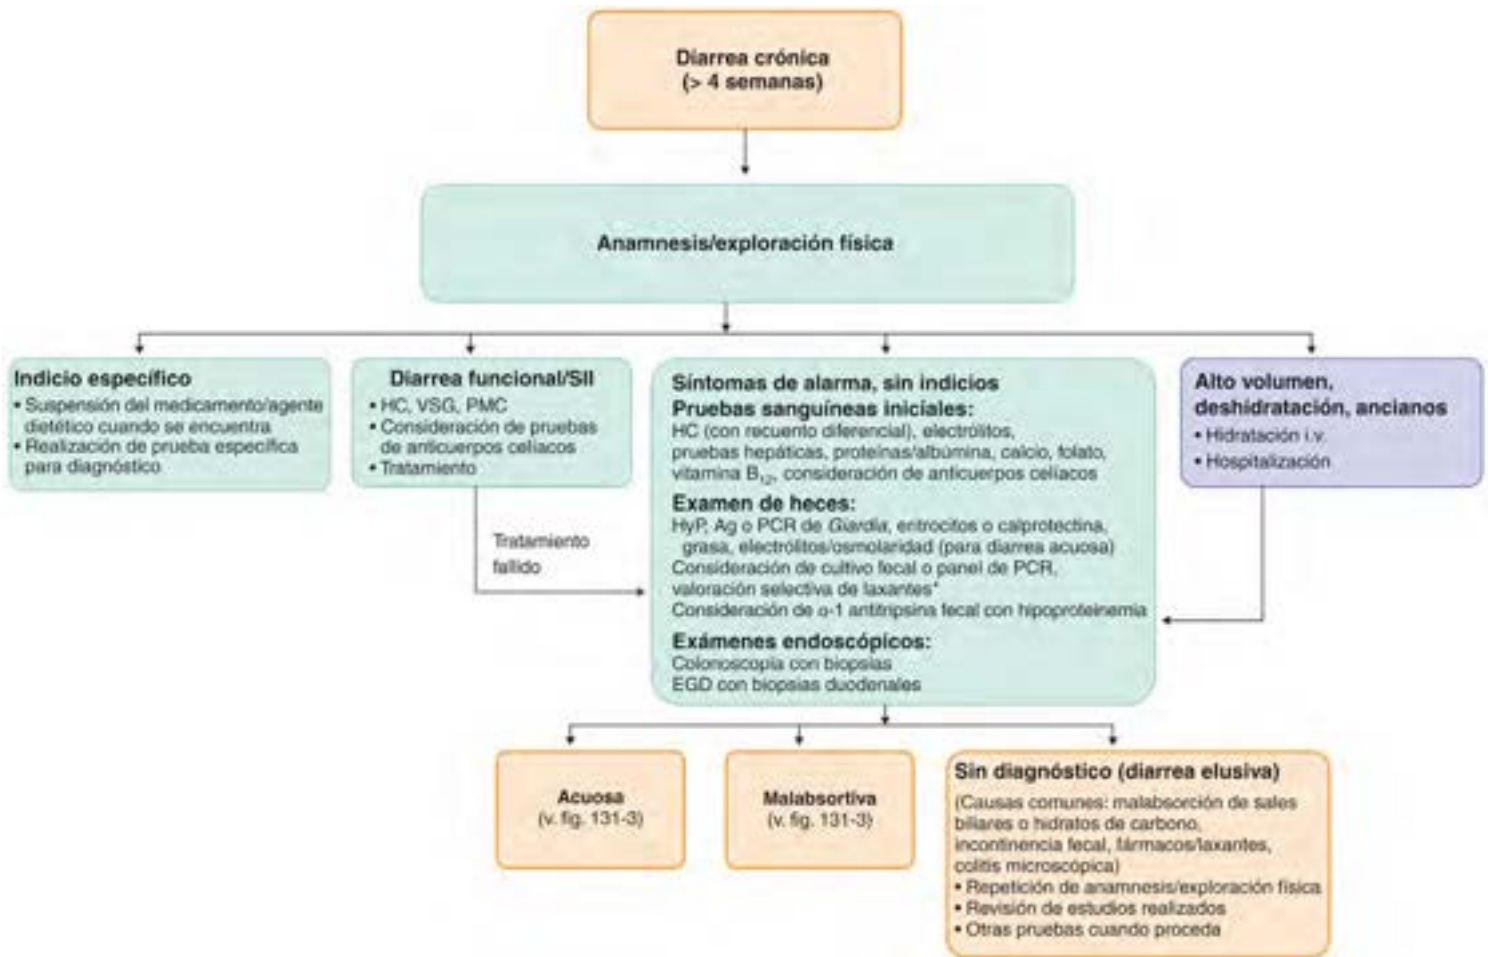 Diarrea crónica
(> 4 semanas)
Anamnesis/exploración física
Indicio específico
• Suspensión del medicamento/agente
dietético cuando se encuentra
• Realización de prueba específica
para diagnóstico
Diarrea funcional/SII
• HC, VSG, PMC
• Consideración de pruebas
de anticuerpos celíacos
• Tratamiento
Síntomas de alarma, sin indicios
Pruebas sanguíneas iniciales:
HC (con recuento diferencial), electrólitos,
pruebas hepáticas, proteínas/albúmina, calcio, folato,
vitamina B12, consideración de anticuerpos celíacos
Examen de heces:
HyP, Ag o PCR de Giardia, entrocitos o calprotectina,
grasa, electrólitos/osmolaridad (para diarrea acuosa)
Consideración de cultivo fecal o panel de PCR,
valoración selectiva de laxantes*
Consideración de α-1 antitripsina fecal con hipoproteinemia
Exámenes endoscópicos:
Colonoscopia con biopsias
EGD con biopsias duodenales
Alto volumen,
deshidratación, ancianos
• Hidratación i.v.
• Hospitalización
Tratamiento
fallido
Acuosa
(v. fig. 131-3)
Malabsortiva
(v. fig. 131-3)
Sin diagnóstico (diarrea elusiva)
(Causas comunes: malabsorción de sales
biliares o hidratos de carbono,
incontinencia fecal, fármacos/laxantes,
colitis microscópica)
• Repetición de anamnesis/exploración física
• Revisión de estudios realizados
• Otras pruebas cuando proceda